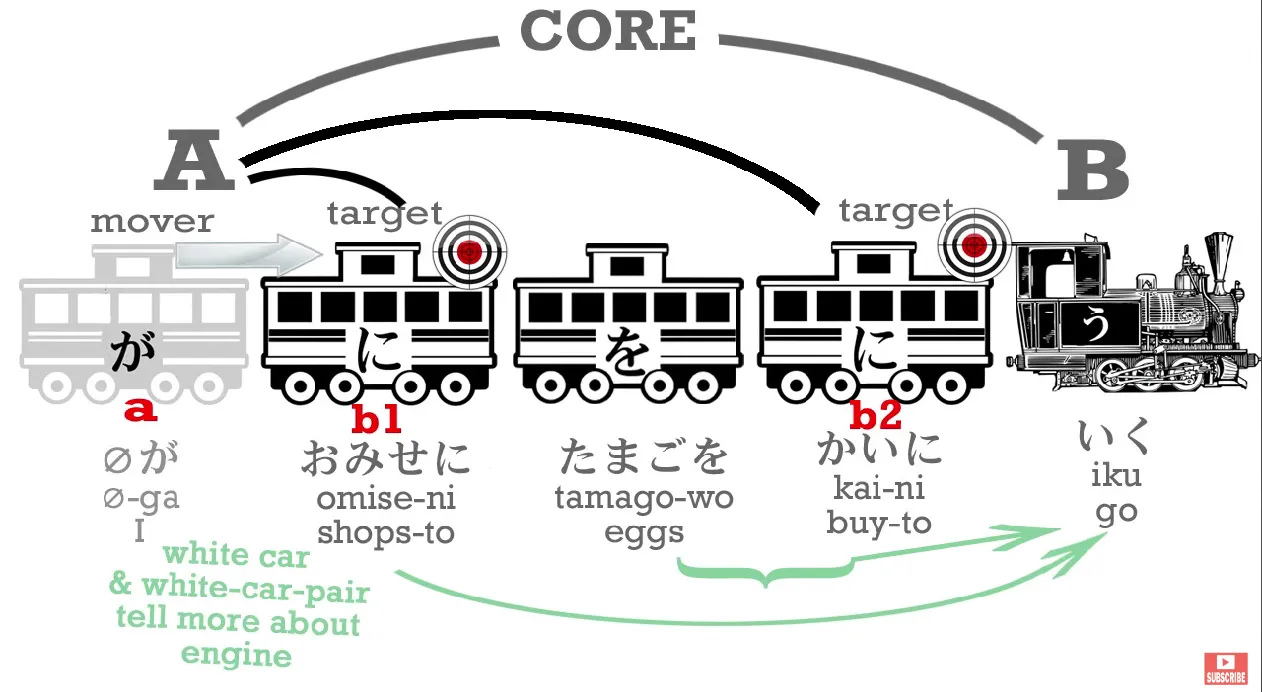 CORE
A
B
mover
target
target
が
に
を
に
う
a
b1
b2
∅が
∅-ga
I
おみせに
omise-ni
shops-to
たまごを
tamago-wo
eggs
かいに
kai-ni
buy-to
いく
iku
go
white car
& white-car-pair
tell more about
engine
SUBSCRIBE